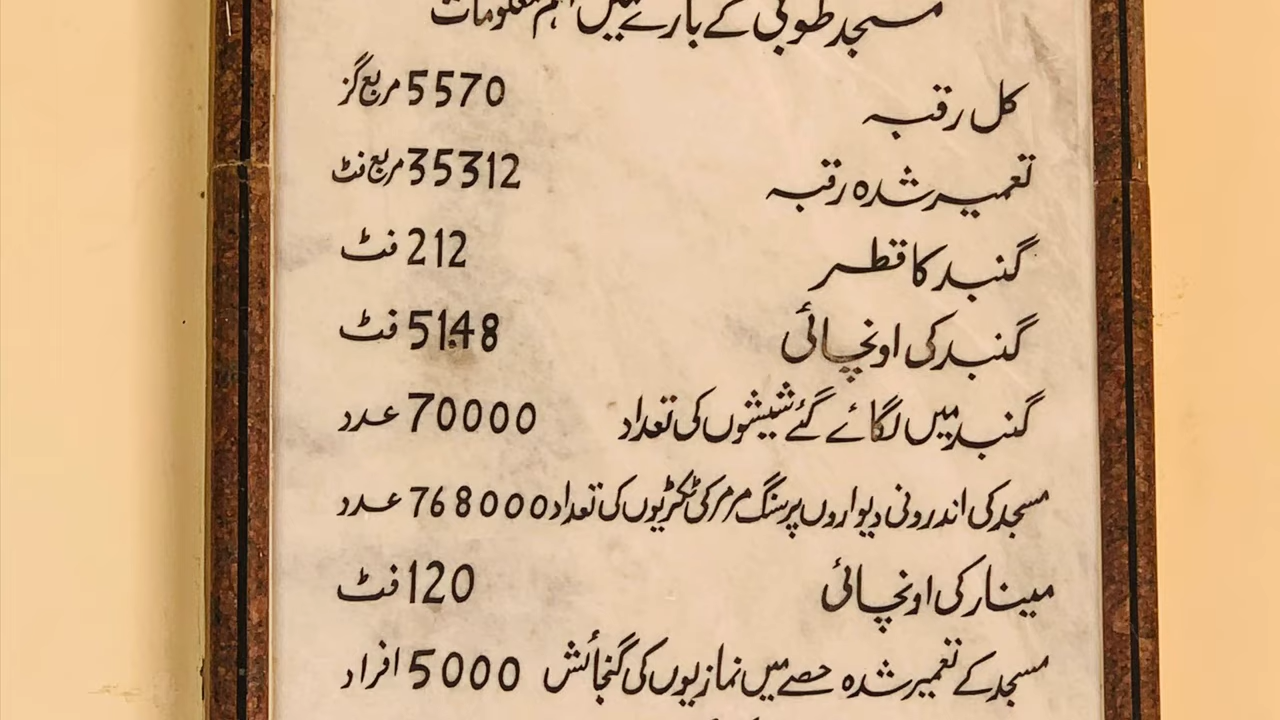 مسجد طوبٰی کے بارے میں اہم معلومات
کل رقبہ 5570 مربع گز
تعمیر شدہ رقبہ 35312 مربع فٹ
گنبد کا قطر 212 فٹ
گنبد کی اونچائی 51.48 فٹ
گنبد میں لگائے گئے شیشوں کی تعداد 70000 عدد
مسجد کی اندرونی دیواروں پر سنگ مرمر کی ٹکڑیوں کی تعداد 768000 عدد
مینار کی اونچائی 120 فٹ
مسجد کے تعمیر شدہ حصے میں نمازیوں کی گنجائش 5000 افراد